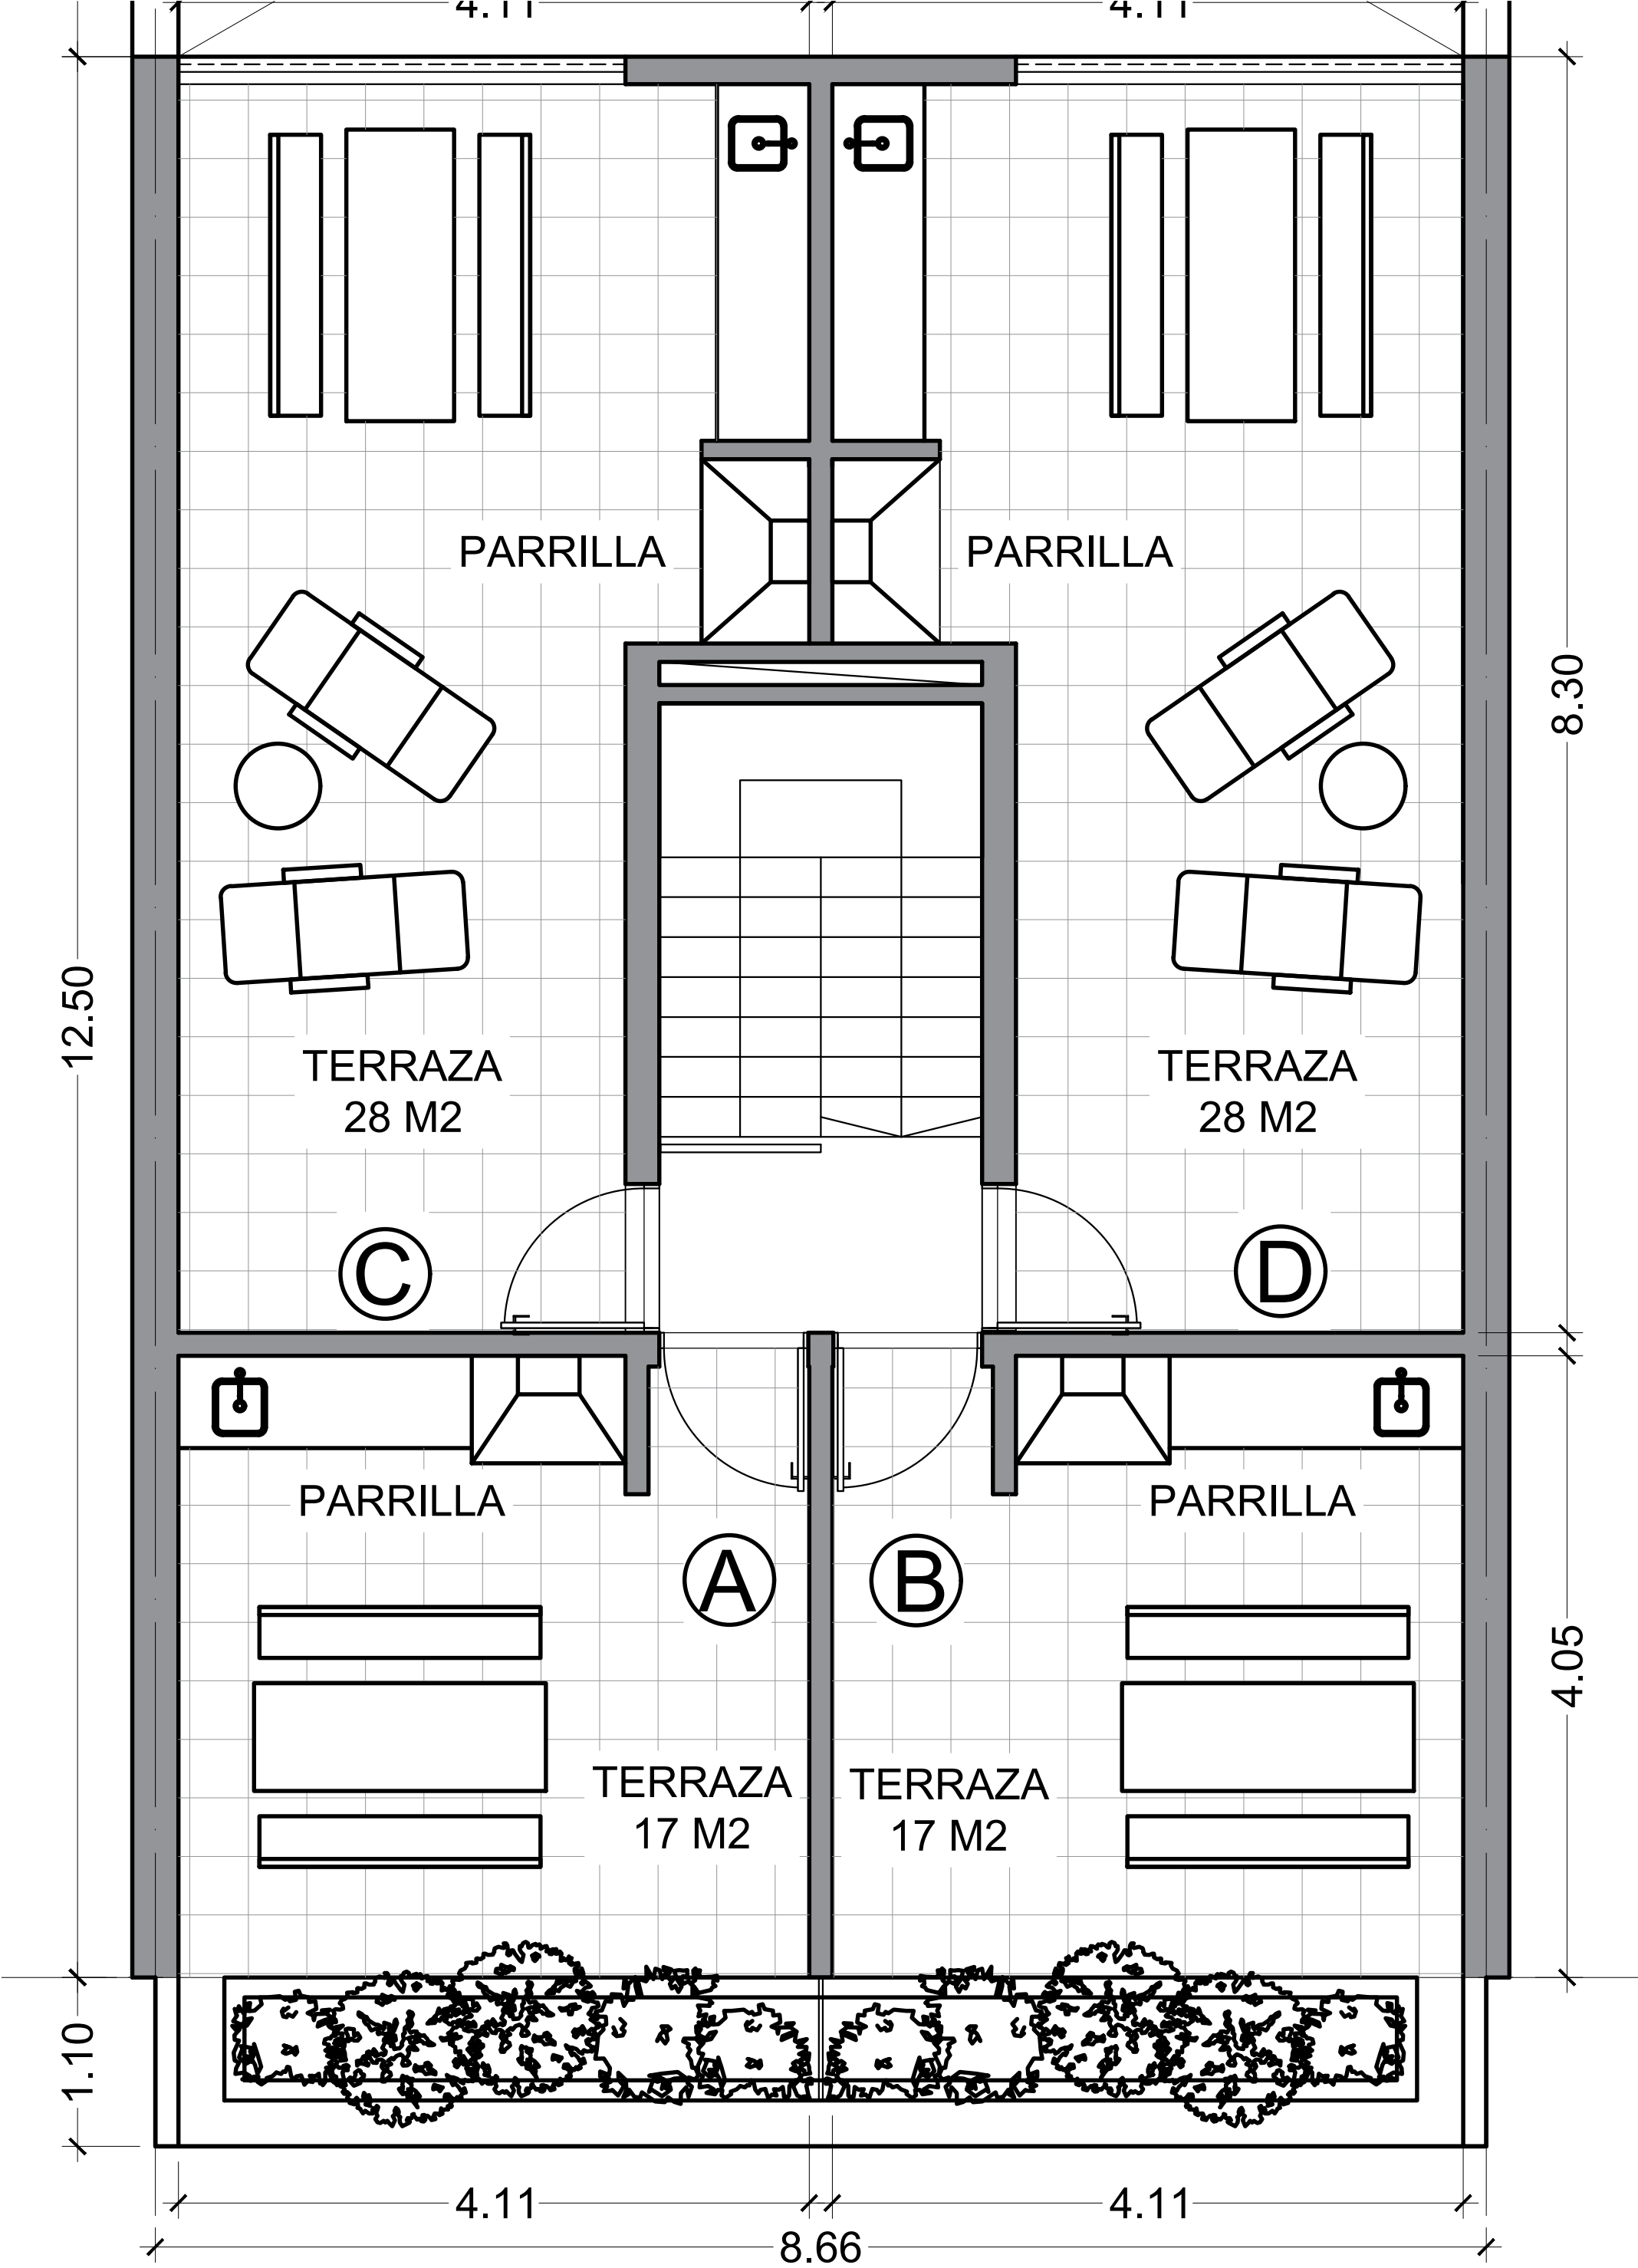 4.11 4.11
PARRILLA PARRILLA
8.30
12.50
TERRAZA TERRAZA
28 M2 28 M2
C D
PARRILLA PARRILLA
A B
4.05
TERRAZA TERRAZA
17 M2 17 M2
1.10
4.11 4.11
8.66